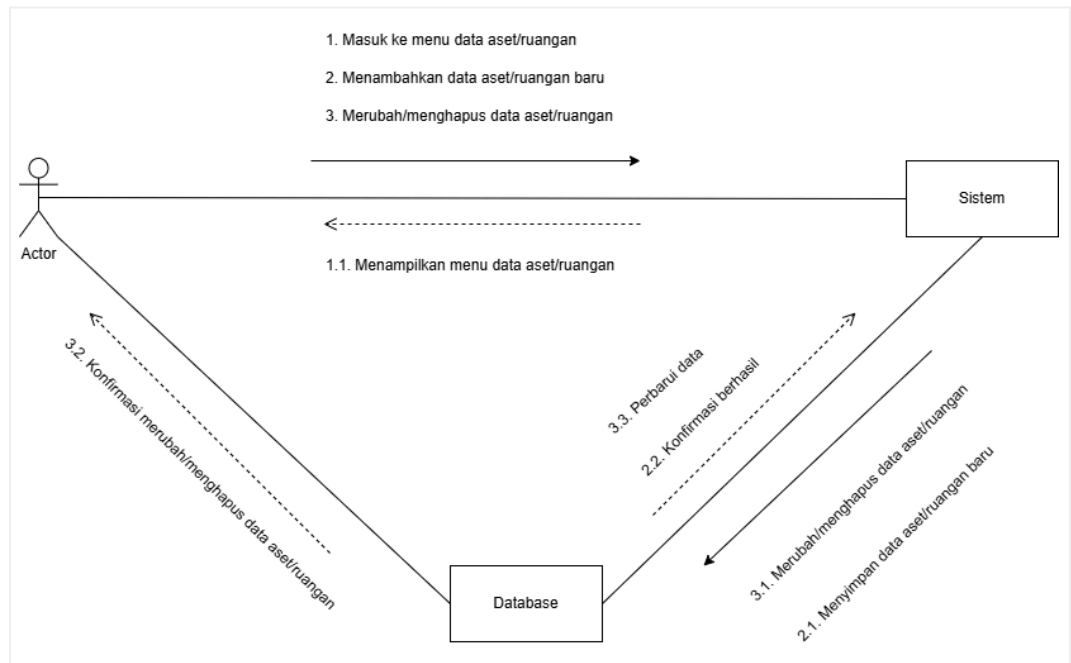 1. Masuk ke menu data aset/ruangan
2. Menambahkan data aset/ruangan baru
3. Merubah/menghapus data aset/ruangan
Sistem
Actor
1.1. Menampilkan menu data aset/ruangan
3.2. Konfirmasi merubah/menghapus data aset/ruangan
3.3. Perbarui data
2.2. Konfirmasi berhasil
3.1. Merubah/menghapus data aset/ruangan
2.1. Menyimpan data aset/ruangan baru
Database